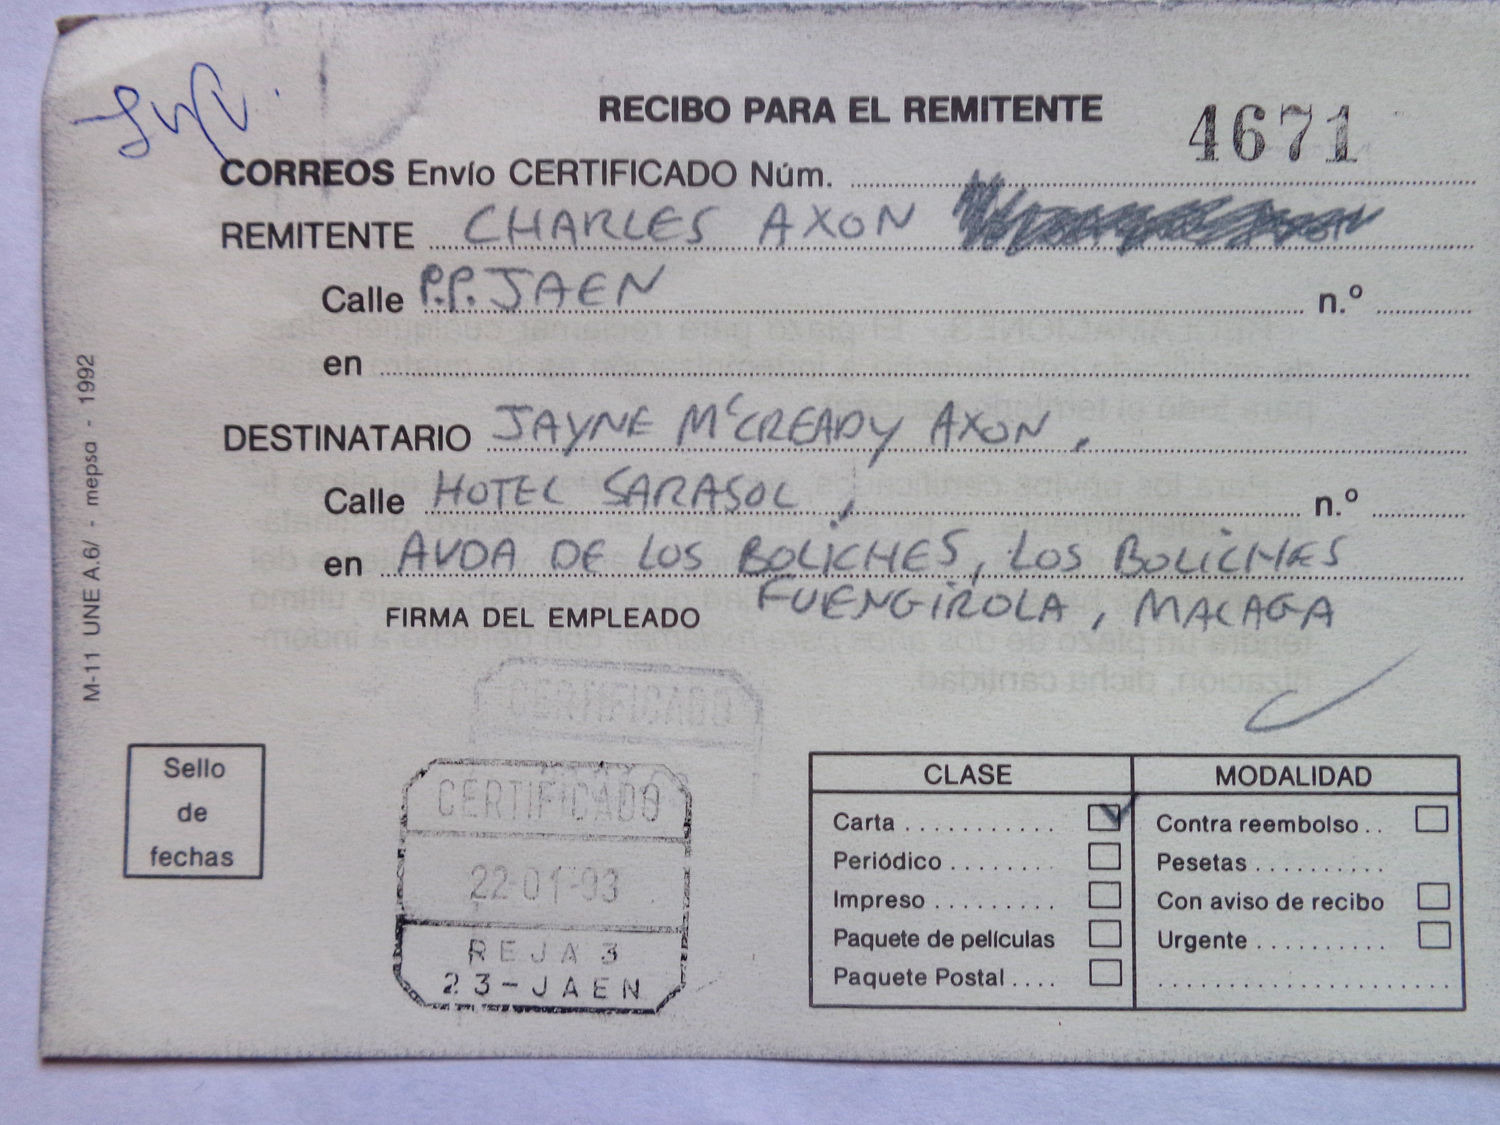 RECIBO PARA EL REMITENTE
4671
CORREOS Envío CERTIFICADO Núm.
REMITENTE CHARLES AXON
Calle P.P. JAEN n.º
en
DESTINATARIO JAYNE McCREADY AXON,
Calle HOTEL SARASOL, n.º
en AVDA DE LOS BOLICHES, LOS BOLICHES
FUENGIROLA, MALAGA
FIRMA DEL EMPLEADO
M-11 UNE A.6/ - mepsa - 1992
CERTIFICADO
Sello
de
fechas
CERTIFICADO
22-01-93
REJA 3
23-JAEN
CLASE MODALIDAD
Carta . . . . . . . . . . . Contra reembolso . .
Periódico . . . . . . . . Pesetas . . . . . . . . . .
Impreso . . . . . . . . . Con aviso de recibo
Paquete de películas Urgente . . . . . . . . . .
Paquete Postal . . . .